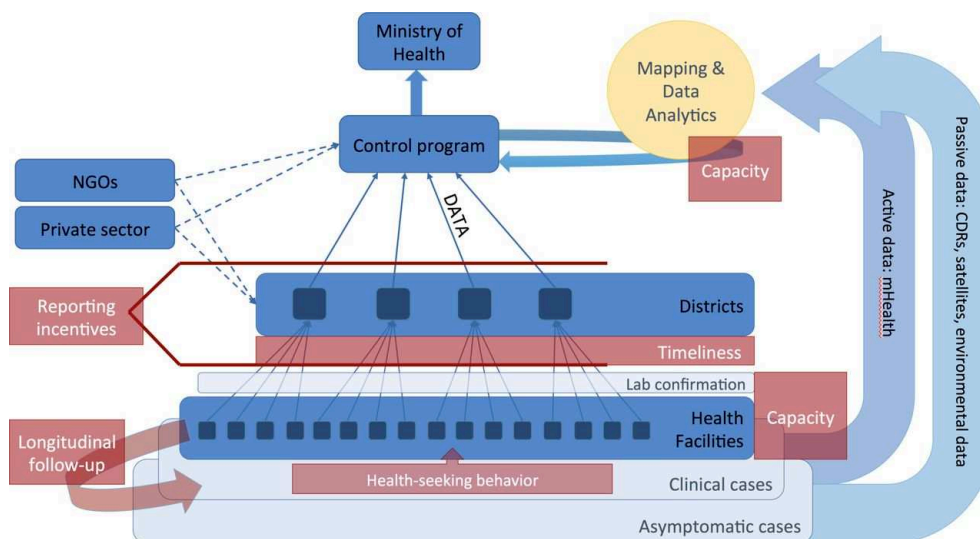 Ministry of
Health
Mapping &
Data
Analytics
Control program
Capacity
NGOs
Private sector
DATA
Reporting
incentives
Districts
Timeliness
Lab confirmation
Health
Facilities
Capacity
Longitudinal
follow-up
Health-seeking behavior
Clinical cases
Asymptomatic cases
Active data: mHealth
Passive data: CDRs, satellites, environmental data